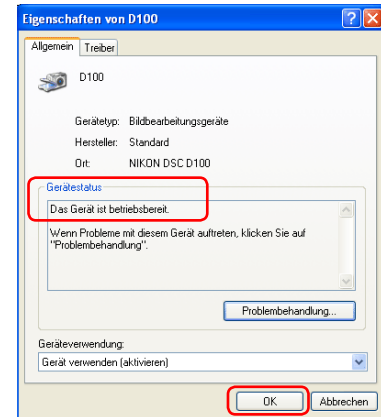 Eigenschaften von D100
Allgemein Treiber
D100
Gerätetyp: Bildbearbeitungsgeräte
Hersteller: Standard
Ort: NIKON DSC D100
Gerätestatus
Das Gerät ist betriebsbereit.
Wenn Probleme mit diesem Gerät auftreten, klicken Sie auf
"Problembehandlung".
Problembehandlung...
Geräteverwendung:
Gerät verwenden (aktivieren)
OK Abbrechen